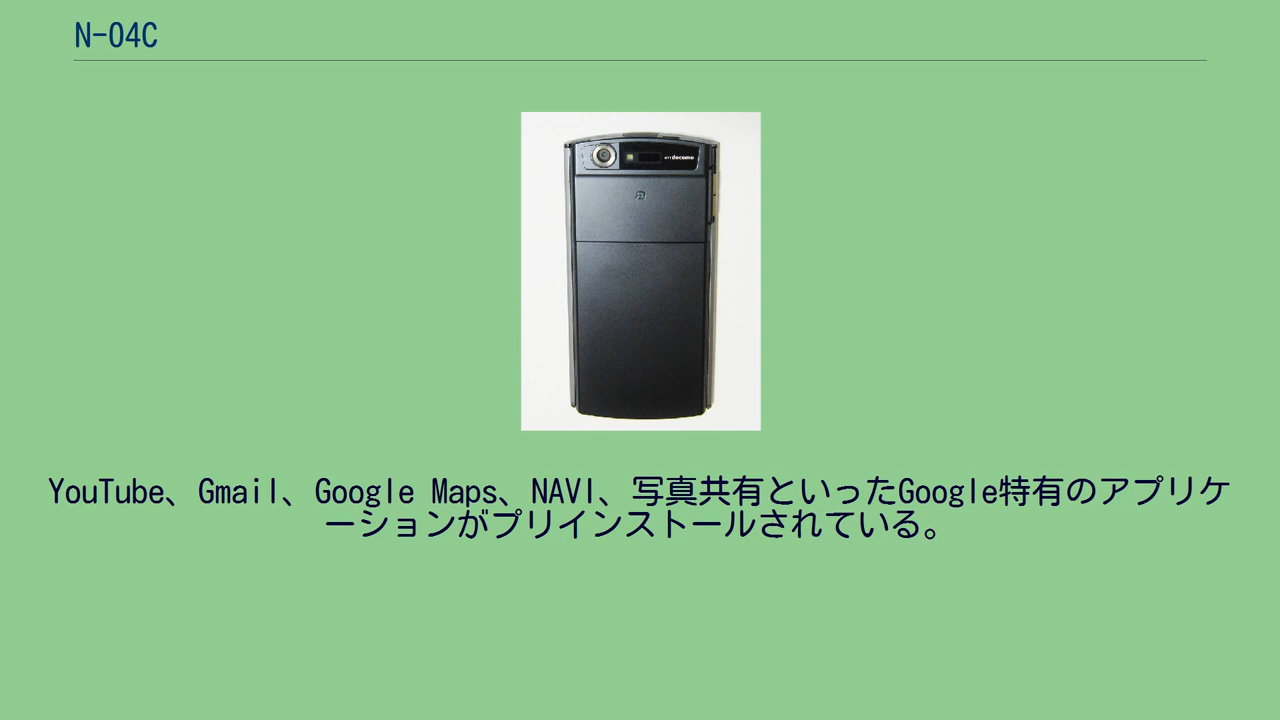 N-04C
NTT docomo
YouTube、Gmail、Google Maps、NAVI、写真共有といったGoogle特有のアプリケ
ーションがプリインストールされている。